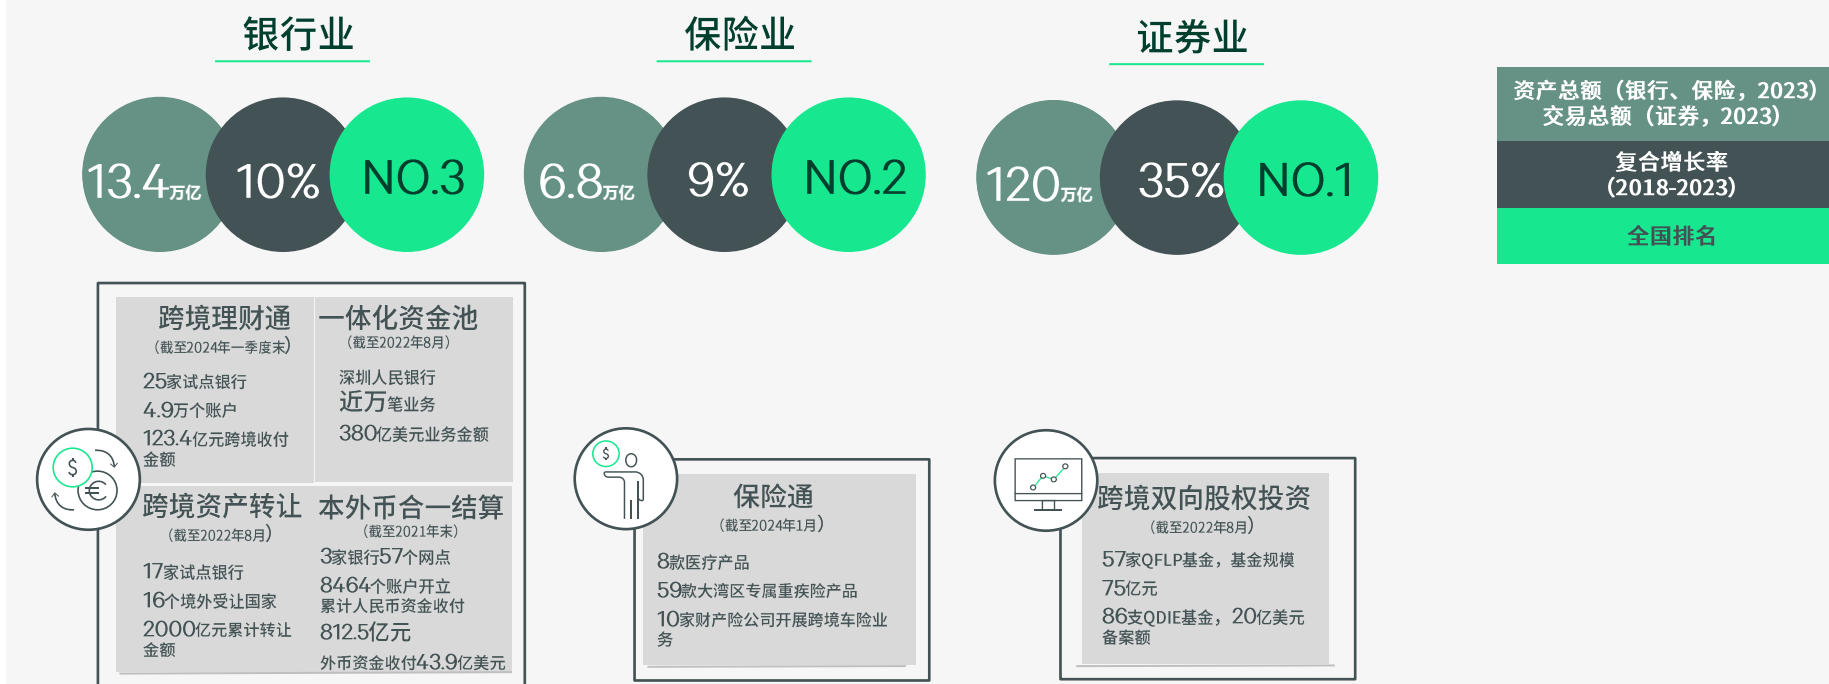 银行业
13.4万亿
10%
NO.3
保险业
6.8万亿
9%
NO.2
证券业
120万亿
35%
NO.1
资产总额（银行、保险，2023）
交易总额（证券，2023）
复合增长率
（2018-2023）
全国排名
跨境理财通
（截至2024年一季度末）
25家试点银行
4.9万个账户
123.4亿元跨境收付
金额
一体化资金池
（截至2022年8月）
深圳人民银行
近万笔业务
380亿美元业务金额
跨境资产转让
（截至2022年8月）
17家试点银行
16个境外受让国家
2000亿元累计转让
金额
本外币合一结算
（截至2021年末）
3家银行57个网点
8464个账户开立
累计人民币资金收付
812.5亿元
外币资金收付43.9亿美元
$
€
$
保险通
（截至2024年1月）
8款医疗产品
59款大湾区专属重疾险产品
10家财产险公司开展跨境车险业
务
跨境双向股权投资
（截至2022年8月）
57家QFLP基金，基金规模
75亿元
86支QDIE基金，20亿美元
备案额